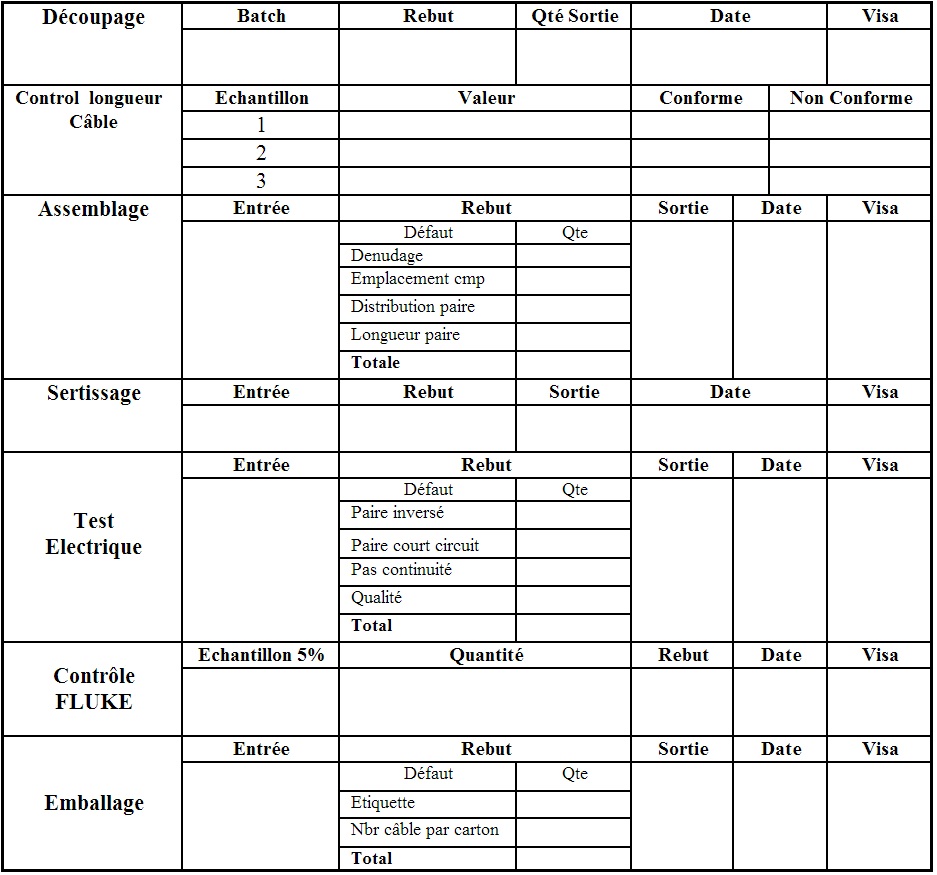 Découpage Batch Rebut Qté Sortie Date Visa
Control longueur Echantillon Valeur Conforme Non Conforme
Câble
1
2
3
Assemblage Entrée Rebut Sortie Date Visa
Défaut Qte
Denudage
Emplacement cmp
Distribution paire
Longueur paire
Totale
Sertissage Entrée Rebut Sortie Date Visa
Entrée Rebut Sortie Date Visa
Défaut Qte
Test Paire inversé
Electrique Paire court circuit
Pas continuité
Qualité
Total
Echantillon 5% Quantité Rebut Date Visa
Contrôle
FLUKE
Entrée Rebut Sortie Date Visa
Défaut Qte
Emballage Etiquette
Nbr câble par carton
Total